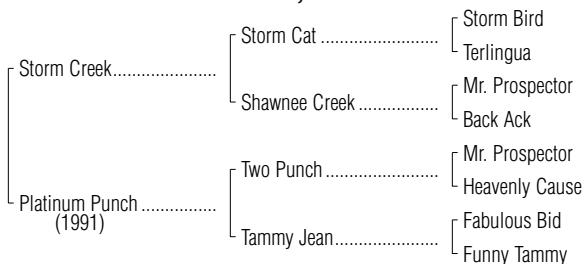 Storm Bird
Storm Cat ........................
Terlingua
Storm Creek.....................
Mr. Prospector
Shawnee Creek ................
Back Ack
Mr. Prospector
Two Punch .......................
Heavenly Cause
Platinum Punch ...............
(1991)
Fabulous Bid
Tammy Jean.....................
Funny Tammy